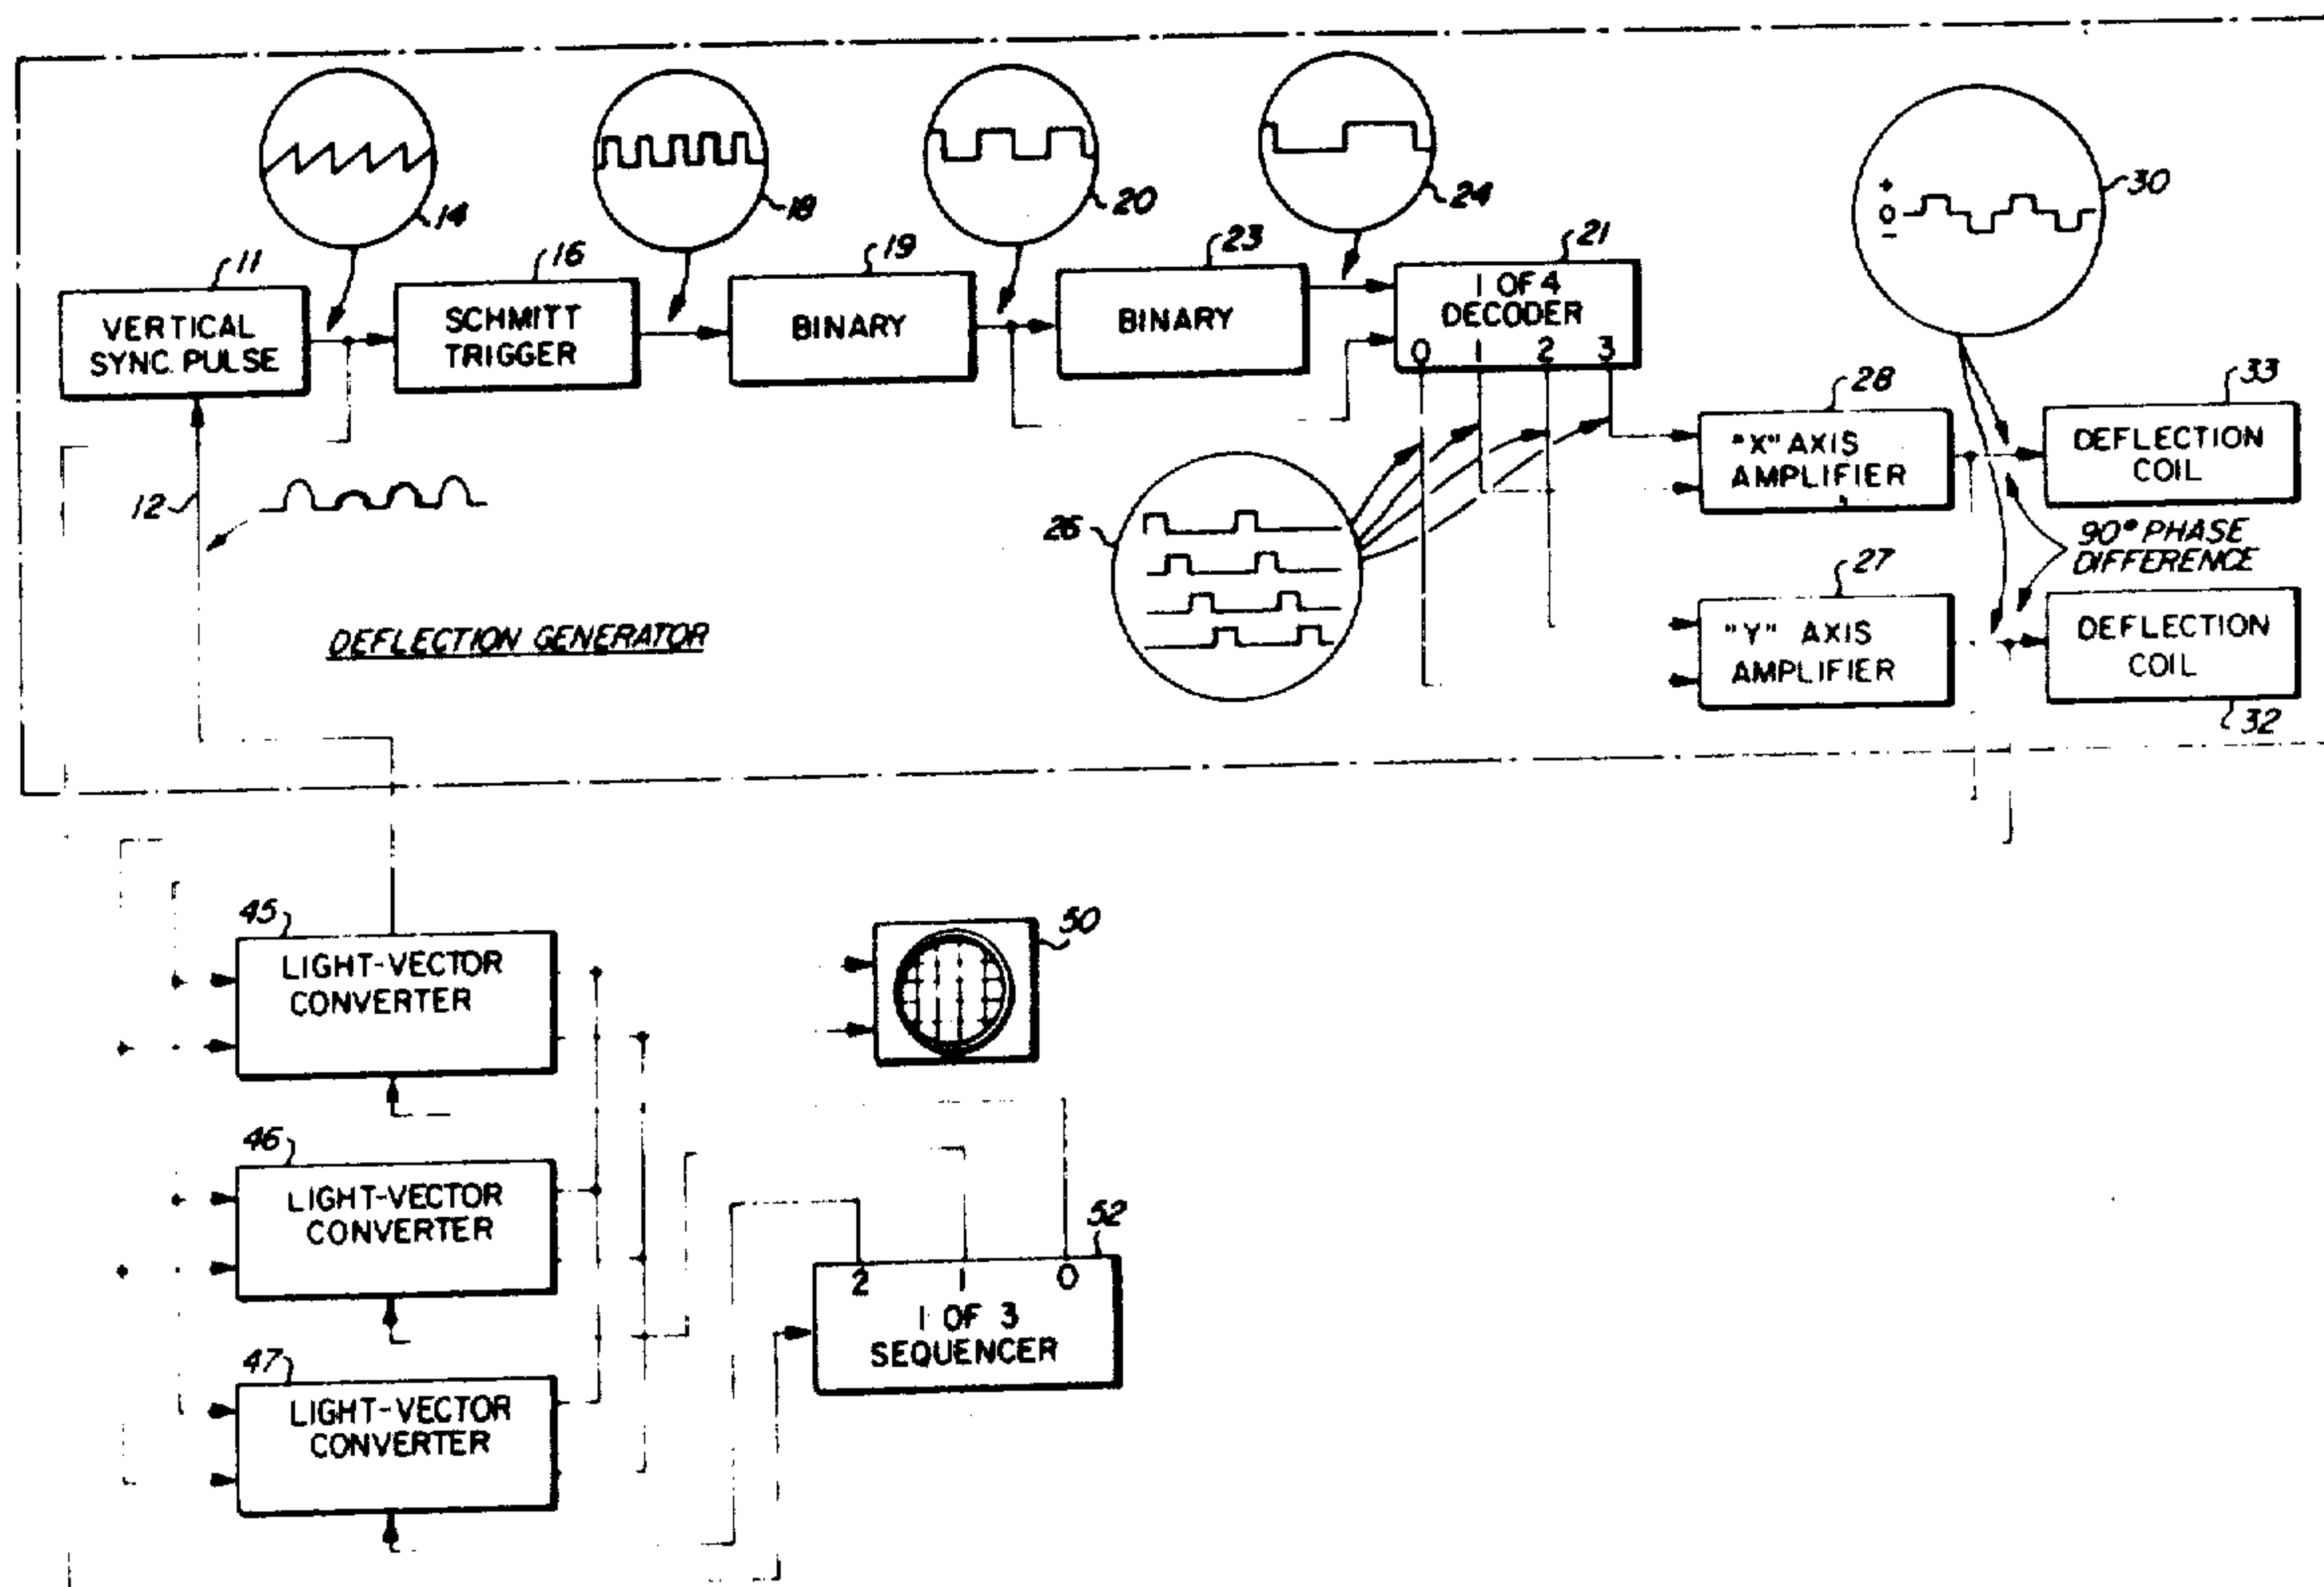 14
18
20
24
+
0
−
30
11
VERTICAL
SYNC. PULSE
16
SCHMITT
TRIGGER
19
BINARY
23
BINARY
21
1 OF 4
DECODER
0 1 2 3
28
"X" AXIS
AMPLIFIER
33
DEFLECTION
COIL
12
26
90° PHASE
DIFFERENCE
27
"Y" AXIS
AMPLIFIER
DEFLECTION
COIL
32
DEFLECTION GENERATOR
45
LIGHT-VECTOR
CONVERTER
50
46
LIGHT-VECTOR
CONVERTER
52
2 1 0
1 OF 3
SEQUENCER
47
LIGHT-VECTOR
CONVERTER